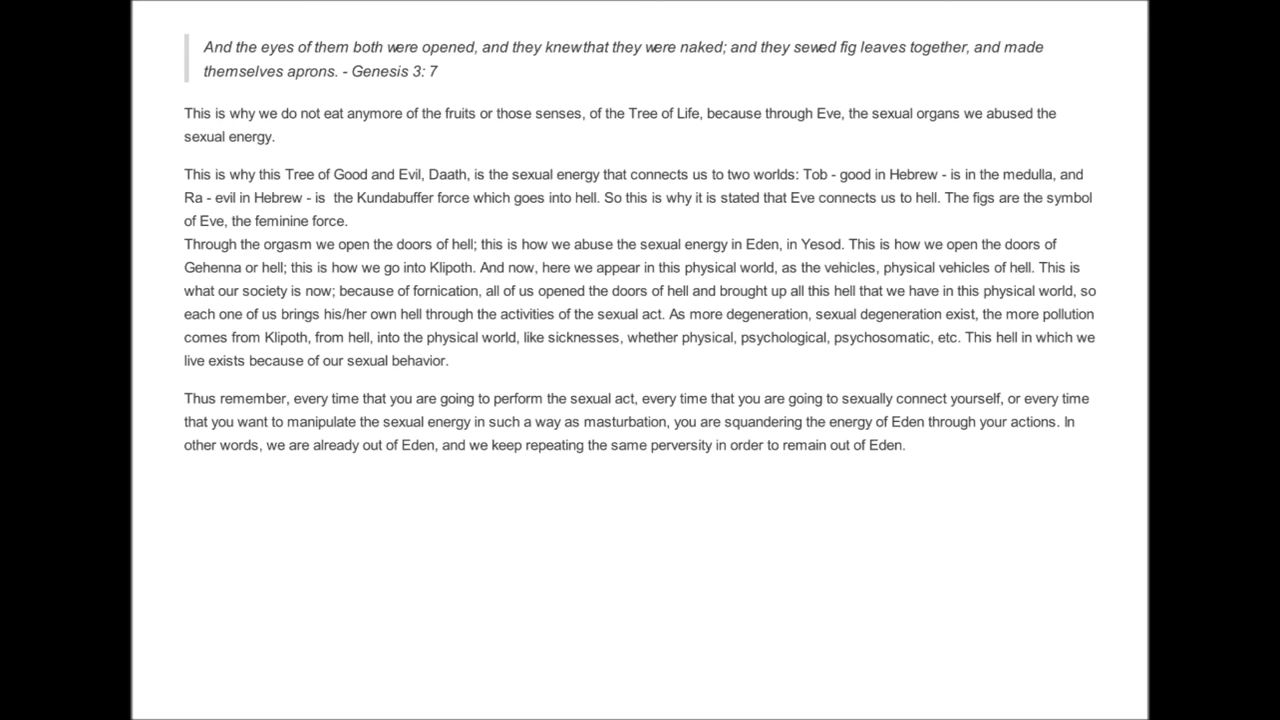 And the eyes of them both were opened, and they knew that they were naked; and they sewed fig leaves together, and made
themselves aprons. - Genesis 3: 7
This is why we do not eat anymore of the fruits or those senses, of the Tree of Life, because through Eve, the sexual organs we abused the
sexual energy.
This is why this Tree of Good and Evil, Daath, is the sexual energy that connects us to two worlds: Tob - good in Hebrew - is in the medulla, and
Ra - evil in Hebrew - is  the Kundabuffer force which goes into hell. So this is why it is stated that Eve connects us to hell. The figs are the symbol
of Eve, the feminine force.
Through the orgasm we open the doors of hell; this is how we abuse the sexual energy in Eden, in Yesod. This is how we open the doors of
Gehenna or hell; this is how we go into Klipoth. And now, here we appear in this physical world, as the vehicles, physical vehicles of hell. This is
what our society is now; because of fornication, all of us opened the doors of hell and brought up all this hell that we have in this physical world, so
each one of us brings his/her own hell through the activities of the sexual act. As more degeneration, sexual degeneration exist, the more pollution
comes from Klipoth, from hell, into the physical world, like sicknesses, whether physical, psychological, psychosomatic, etc. This hell in which we
live exists because of our sexual behavior.
Thus remember, every time that you are going to perform the sexual act, every time that you are going to sexually connect yourself, or every time
that you want to manipulate the sexual energy in such a way as masturbation, you are squandering the energy of Eden through your actions. In
other words, we are already out of Eden, and we keep repeating the same perversity in order to remain out of Eden.